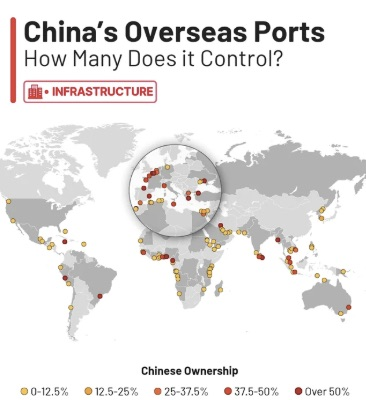 China's Overseas Ports
How Many Does it Control?
• INFRASTRUCTURE
Chinese Ownership
0-12.5% 12.5-25% 25-37.5% 37.5-50% Over 50%